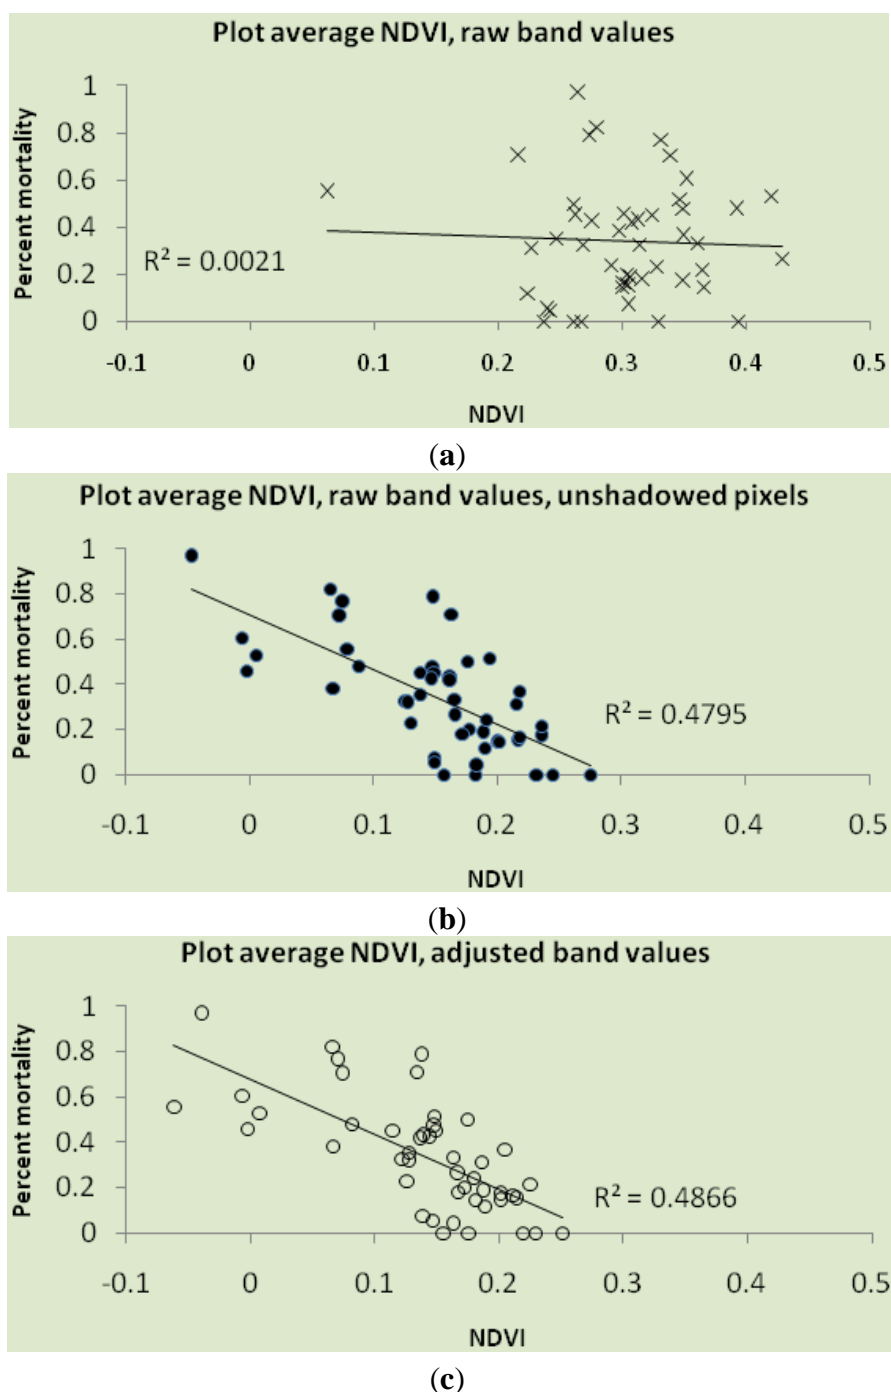 Plot average NDVI, raw band values
Percent mortality
1
0.8
0.6
0.4
0.2
0
R² = 0.0021
-0.1 0 0.1 0.2 0.3 0.4 0.5
NDVI
(a)
Plot average NDVI, raw band values, unshadowed pixels
Percent mortality
1
0.8
0.6
0.4
0.2
0
R² = 0.4795
-0.1 0 0.1 0.2 0.3 0.4 0.5
NDVI
(b)
Plot average NDVI, adjusted band values
Percent mortality
1
0.8
0.6
0.4
0.2
0
R² = 0.4866
-0.1 0 0.1 0.2 0.3 0.4 0.5
NDVI
(c)